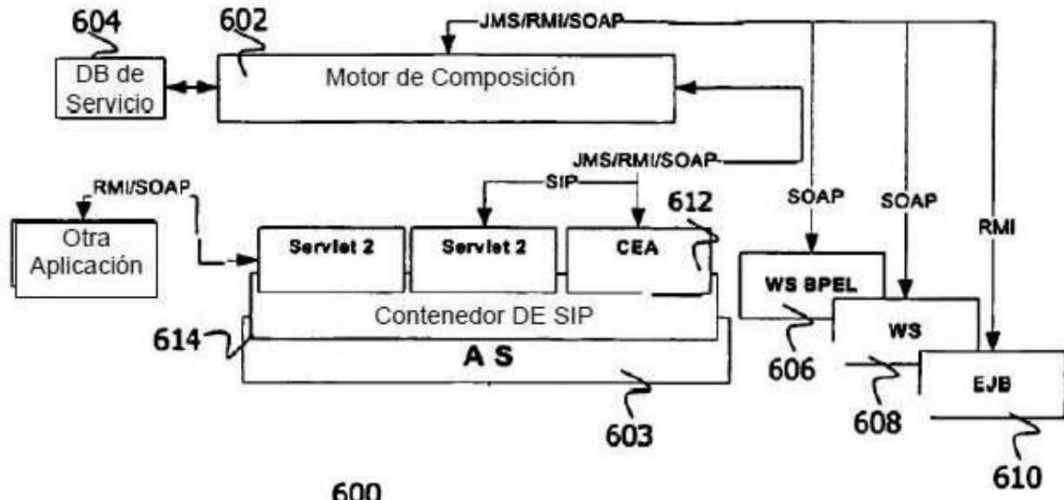 604
602
JMS/RMI/SOAP
DB de
Servicio
Motor de Composición
JMS/RMI/SOAP
RMI/SOAP
SIP
612
SOAP
SOAP
RMI
Otra
Aplicación
Servlet 2
Servlet 2
CEA
WS BPEL
Contenedor DE SIP
WS
614
A S
606
EJB
603
608
610
600